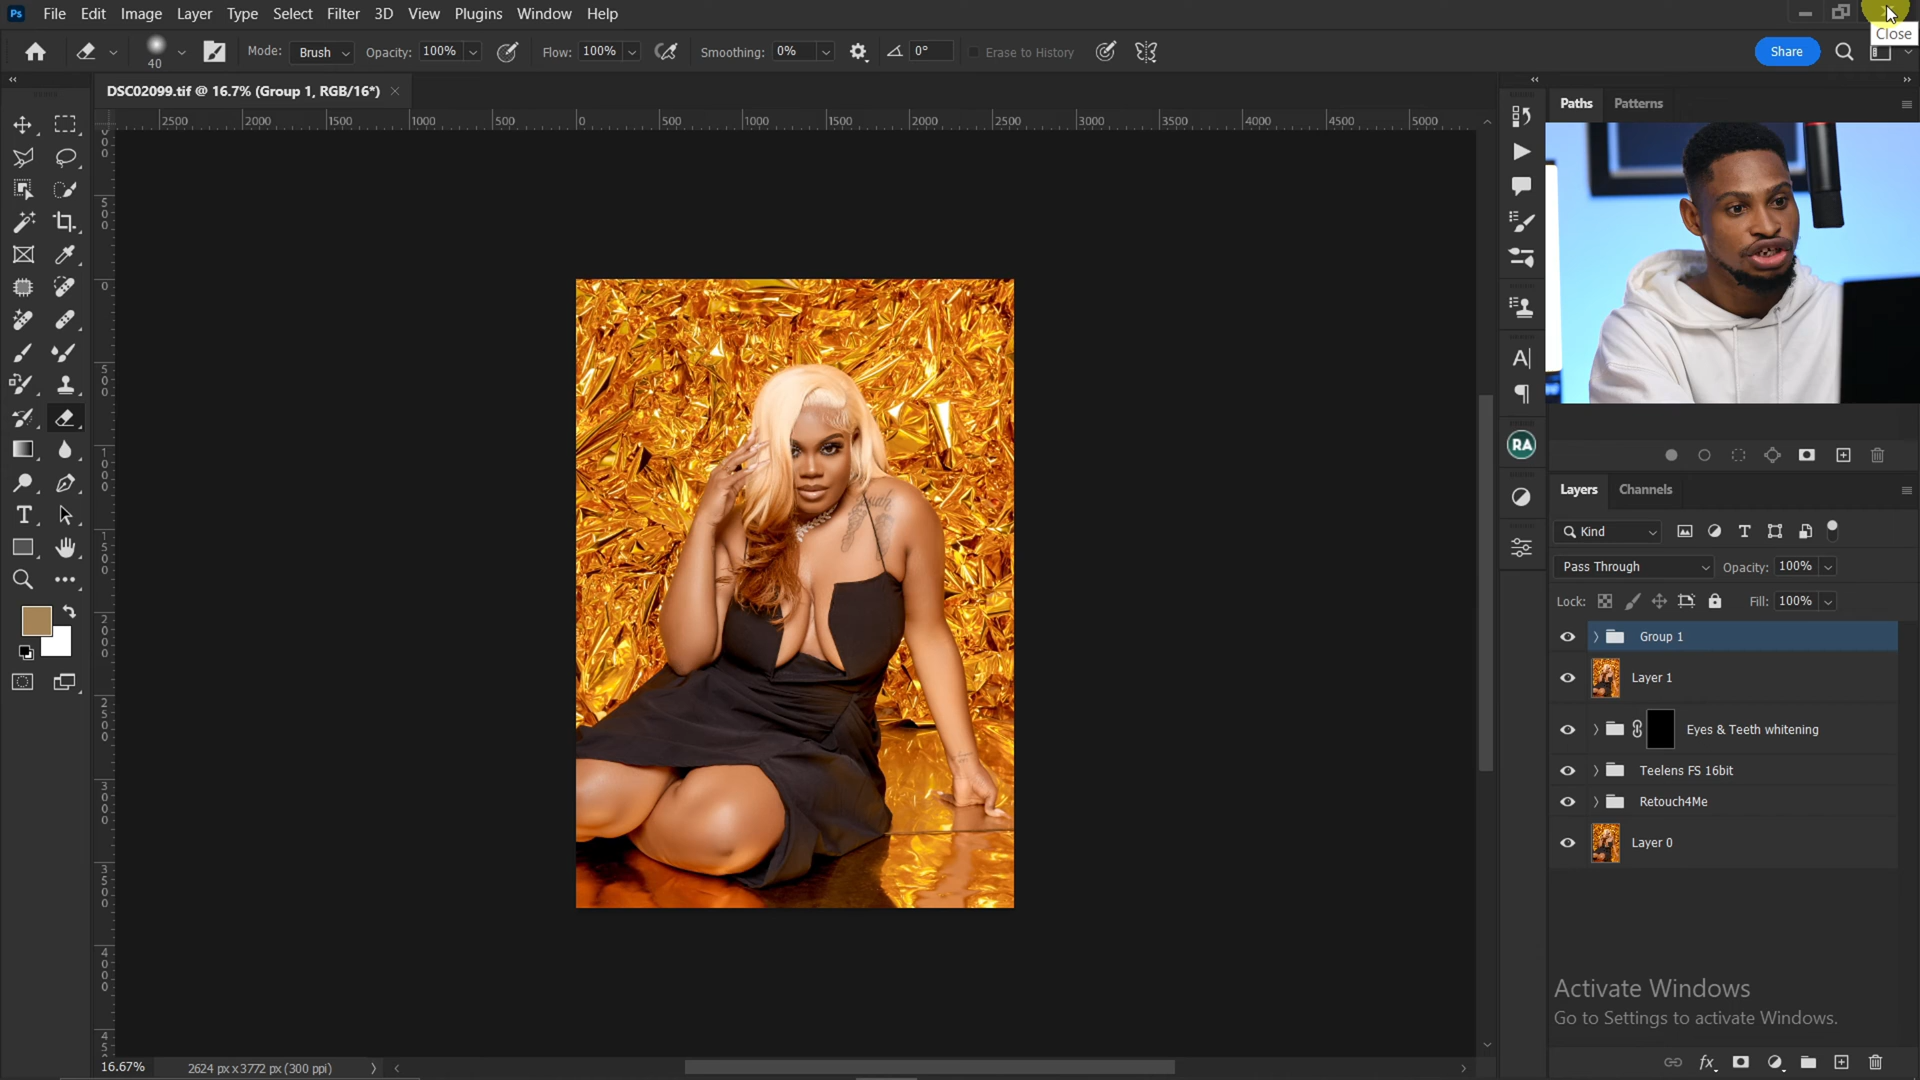 Ps File Edit Image Layer Type Select Filter 3D View Plugins Window Help
Close
40 Mode: Brush Opacity: 100% Flow: 100% Smoothing: 0% 0° Erase to History Share
DSC02099.tif @ 16.7% (Group 1, RGB/16*)
2500 2000 1500 1000 500 0 500 1000 1500 2000 2500 3000 3500 4000 4500 5000
Paths Patterns
RA
Layers Channels
Kind
Pass Through Opacity: 100%
Lock: Fill: 100%
Group 1
Layer 1
Eyes & Teeth whitening
Teelens FS 16bit
Retouch4Me
Layer 0
Activate Windows
Go to Settings to activate Windows.
16.67% 2624 px x 3772 px (300 ppi)